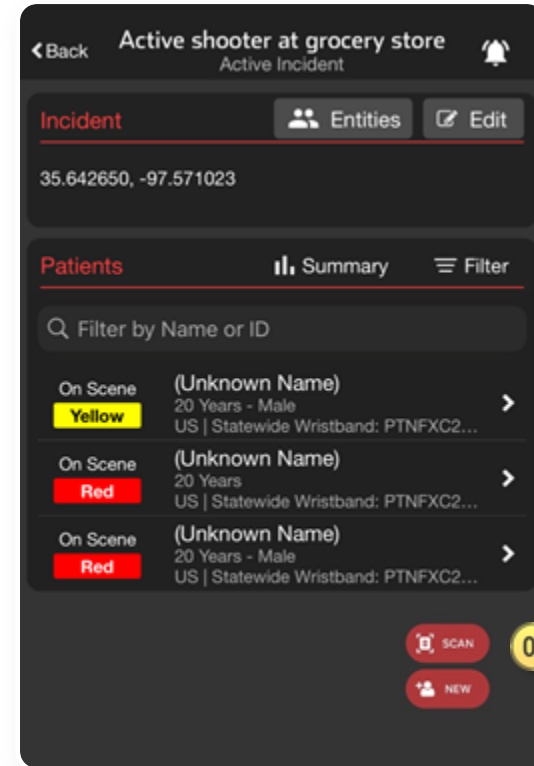 Back Active shooter at grocery store
Active Incident
Incident Entities Edit
35.642650, -97.571023
Patients Summary Filter
Filter by Name or ID
On Scene (Unknown Name)
Yellow 20 Years - Male
US | Statewide Wristband: PTNFXC2...
On Scene (Unknown Name)
Red 20 Years
US | Statewide Wristband: PTNFXC2...
On Scene (Unknown Name)
Red 20 Years - Male
US | Statewide Wristband: PTNFXC2...
SCAN
NEW